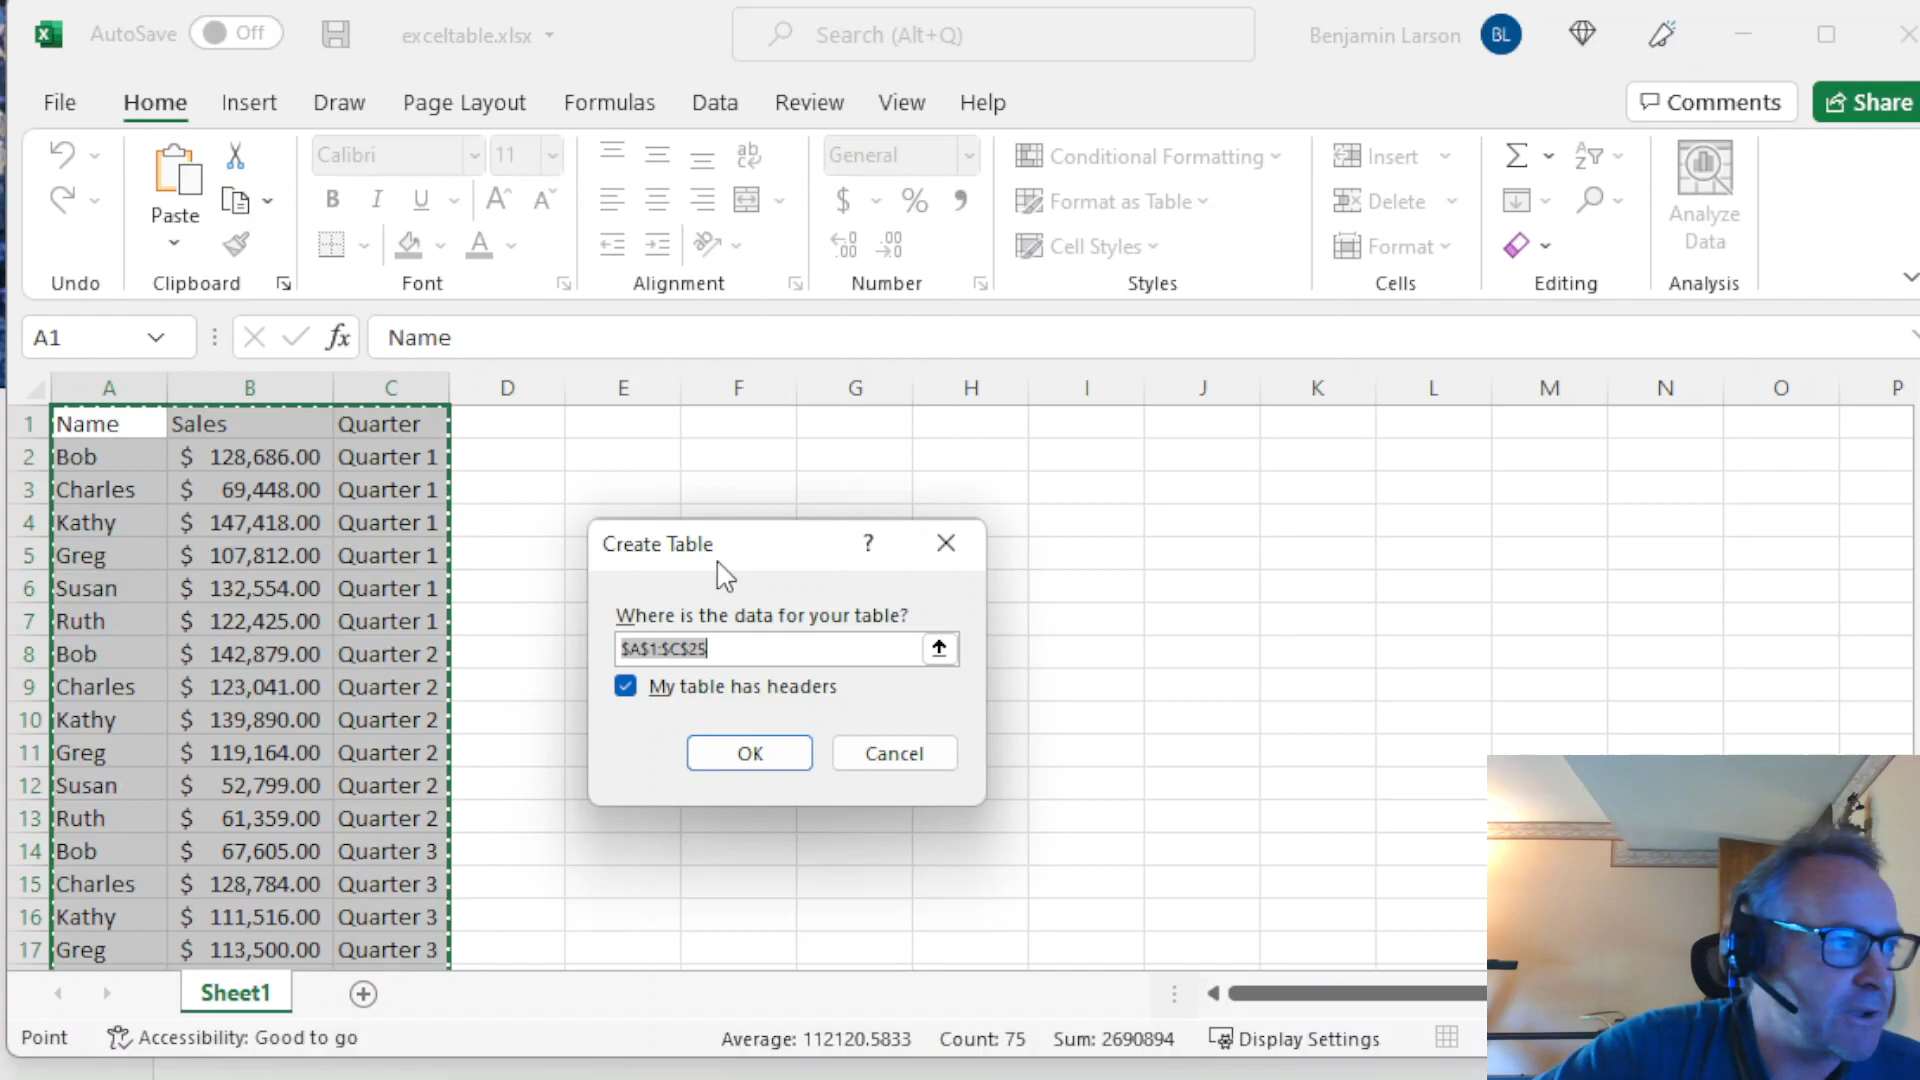 AutoSave Off exceltable.xlsx Search (Alt+Q) Benjamin Larson BL
File Home Insert Draw Page Layout Formulas Data Review View Help Comments Share
Paste
Calibri 11
B I U A A A
ab
General
$ % ,
.00
Conditional Formatting
Format as Table
Cell Styles
Insert
Delete
Format
Analyze
Data
Undo Clipboard Font Alignment Number Styles Cells Editing Analysis
A1 fx Name
A B C D E F G H I J K L M N O P
1 Name Sales Quarter
2 Bob $ 128,686.00 Quarter 1
3 Charles $ 69,448.00 Quarter 1
4 Kathy $ 147,418.00 Quarter 1
5 Greg $ 107,812.00 Quarter 1
6 Susan $ 132,554.00 Quarter 1
7 Ruth $ 122,425.00 Quarter 1
8 Bob $ 142,879.00 Quarter 2
9 Charles $ 123,041.00 Quarter 2
10 Kathy $ 139,890.00 Quarter 2
11 Greg $ 119,164.00 Quarter 2
12 Susan $ 52,799.00 Quarter 2
13 Ruth $ 61,359.00 Quarter 2
14 Bob $ 67,605.00 Quarter 3
15 Charles $ 128,784.00 Quarter 3
16 Kathy $ 111,516.00 Quarter 3
17 Greg $ 113,500.00 Quarter 3
Create Table ?
Where is the data for your table?
$A$1:$C$25
My table has headers
OK Cancel
Sheet1
Point Accessibility: Good to go Average: 112120.5833 Count: 75 Sum: 2690894 Display Settings